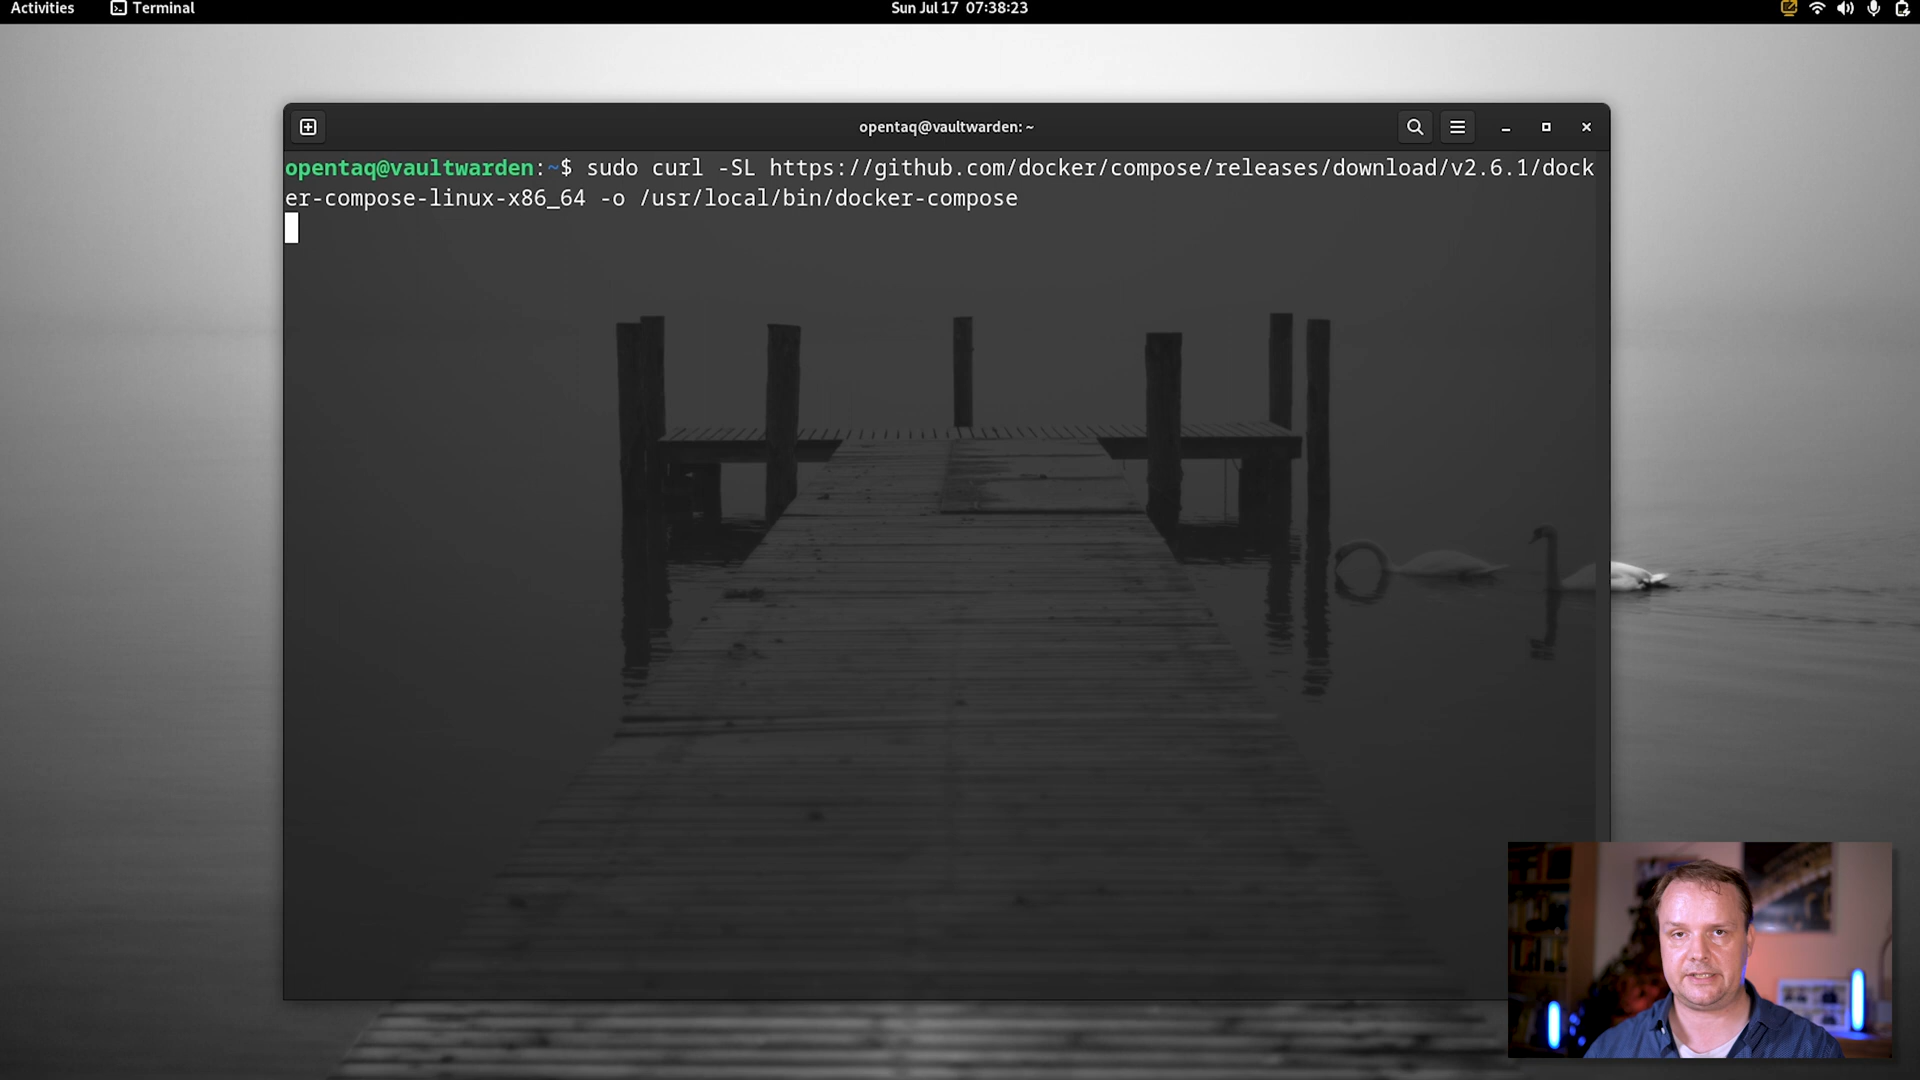 Activities
Terminal
Sun Jul 17 07:38:23
opentaq@vaultwarden: ~
opentaq@vaultwarden:~$ sudo curl -SL https://github.com/docker/compose/releases/download/v2.6.1/dock
er-compose-linux-x86_64 -o /usr/local/bin/docker-compose